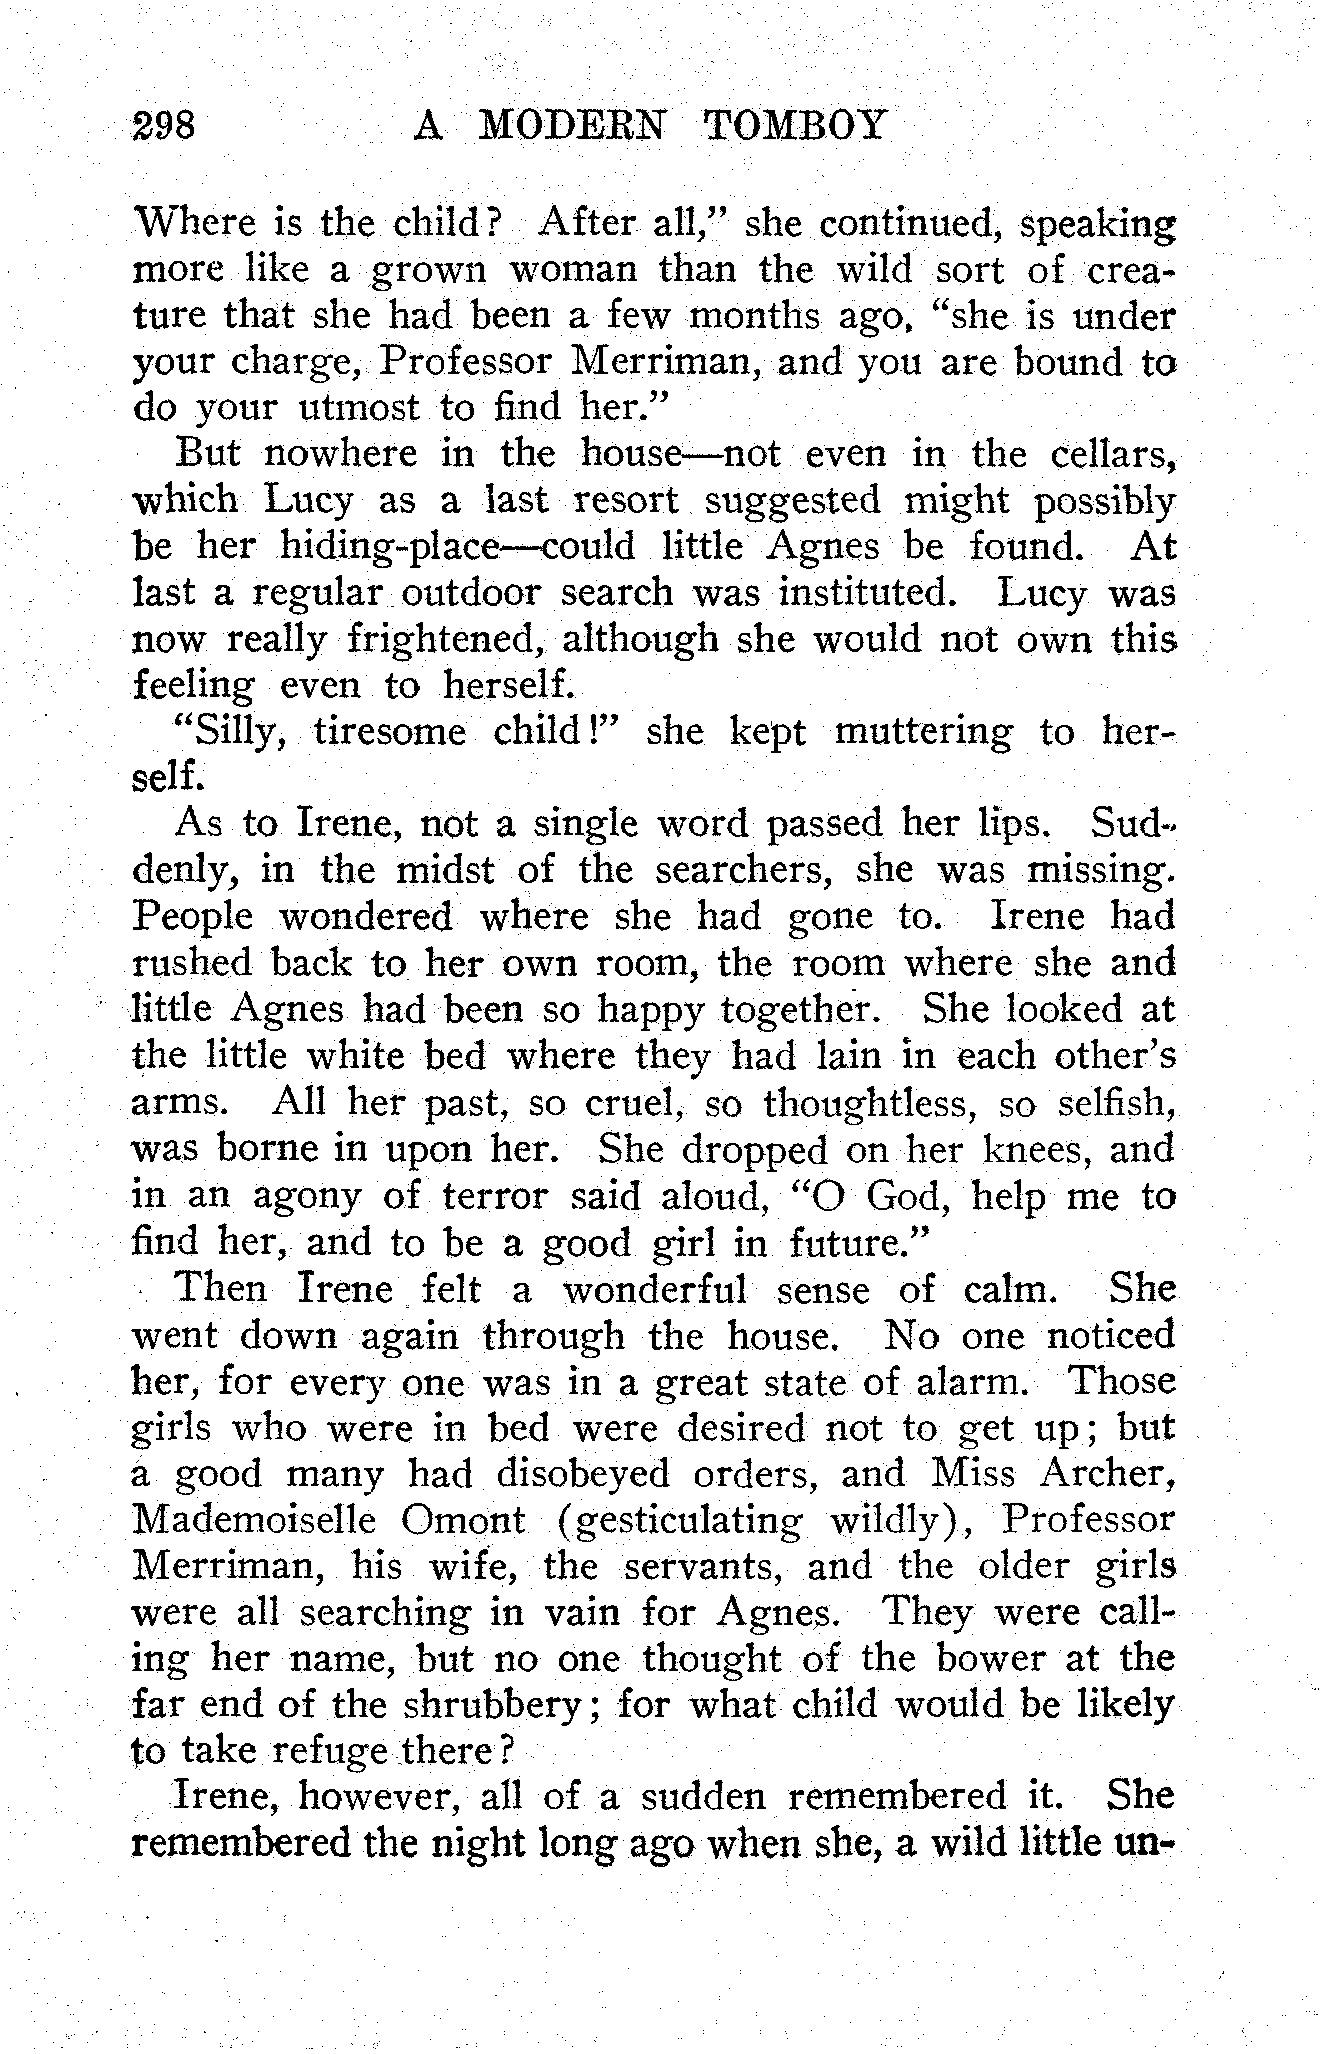 298 A MODERN TOMBOY
Where is the child? After all,” she continued, speaking
more like a grown woman than the wild sort of crea-
ture that she had been a few months ago, “she is under
your charge, Professor Merriman, and you are bound to
do your utmost to find her.”
But nowhere in the house—not even in the cellars,
which Lucy as a last resort suggested might possibly
be her hiding-place—could little Agnes be found. At
last a regular outdoor search was instituted. Lucy was
now really frightened, although she would not own this
feeling even to herself.
“Silly, tiresome child!” she kept muttering to her-
self.
As to Irene, not a single word passed her lips. Sud-
denly, in the midst of the searchers, she was missing.
People wondered where she had gone to. Irene had
rushed back to her own room, the room where she and
little Agnes had been so happy together. She looked at
the little white bed where they had lain in each other’s
arms. All her past, so cruel, so thoughtless, so selfish,
was borne in upon her. She dropped on her knees, and
in an agony of terror said aloud, “O God, help me to
find her, and to be a good girl in future.”
Then Irene felt a wonderful sense of calm. She
went down again through the house. No one noticed
her, for every one was in a great state of alarm. Those
girls who were in bed were desired not to get up; but
a good many had disobeyed orders, and Miss Archer,
Mademoiselle Omont (gesticulating wildly), Professor
Merriman, his wife, the servants, and the older girls
were all searching in vain for Agnes. They were call-
ing her name, but no one thought of the bower at the
far end of the shrubbery; for what child would be likely
to take refuge there?
Irene, however, all of a sudden remembered it. She
remembered the night long ago when she, a wild little un-